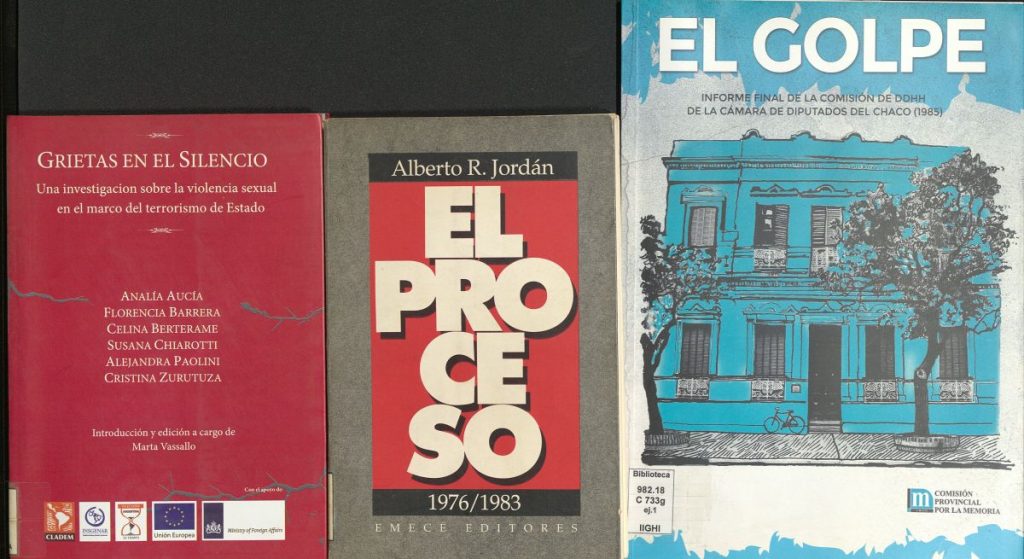 GRIETAS EN EL SILENCIO
Una investigacion sobre la violencia sexual
en el marco del terrorismo de Estado
ANALÍA AUCÍA
FLORENCIA BARRERA
CELINA BERTERAME
SUSANA CHIAROTTI
ALEJANDRA PAOLINI
CRISTINA ZURUTUZA
Introducción y edición a cargo de
Marta Vassallo
Con el apoyo de
CLADEM
INSGENAR
Unión Europea
Ministry of Foreign Affairs
Alberto R. Jordán
EL
PRO
CE
SO
1976/1983
EMECÉ EDITORES
EL GOLPE
INFORME FINAL DE LA COMISIÓN DE DDHH
DE LA CÁMARA DE DIPUTADOS DEL CHACO (1985)
Biblioteca
982.18
C 733g
ej.1
IIGHI
m
COMISIÓN
PROVINCIAL
POR LA MEMORIA